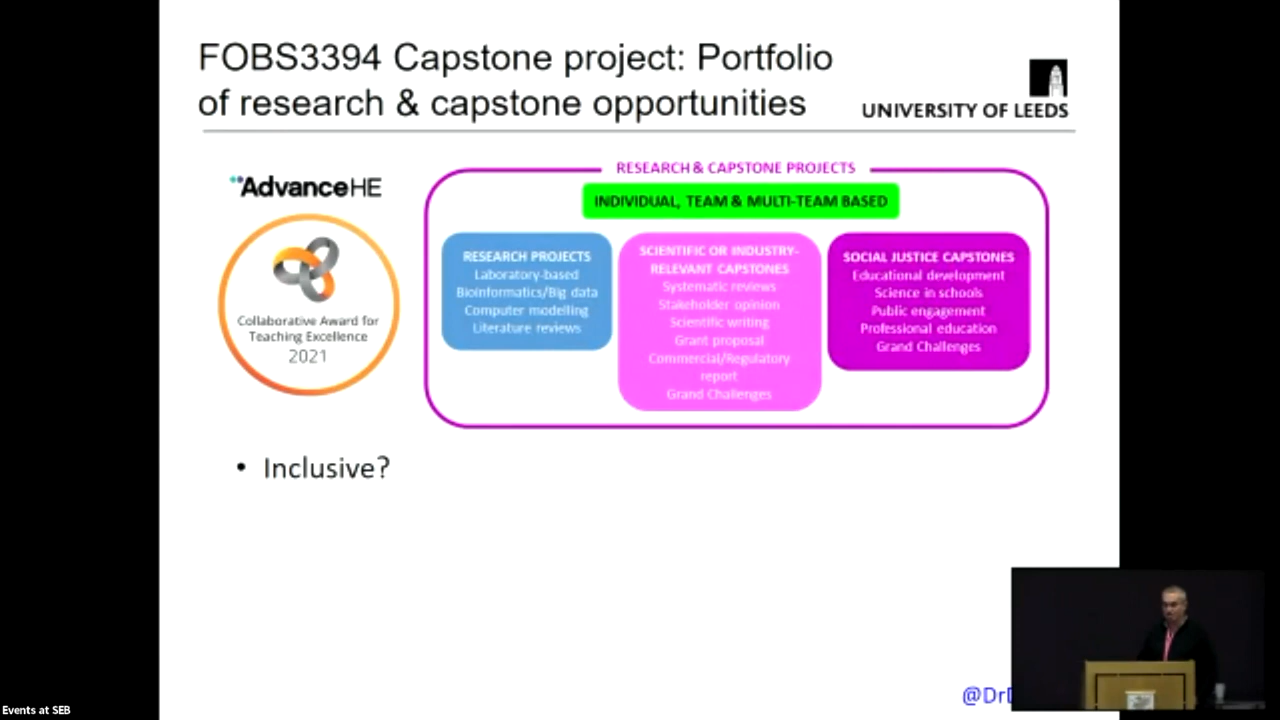 FOBS3394 Capstone project: Portfolio
of research & capstone opportunities
UNIVERSITY OF LEEDS
AdvanceHE
Collaborative Award for
Teaching Excellence
2021
RESEARCH & CAPSTONE PROJECTS
INDIVIDUAL, TEAM & MULTI-TEAM BASED
RESEARCH PROJECTS
Laboratory-based
Bioinformatics/Big data
Computer modelling
Literature reviews
SCIENTIFIC OR INDUSTRY-
RELEVANT CAPSTONES
Systematic reviews
Stakeholder opinion
Scientific writing
Grant proposal
Commercial/Regulatory
report
Grand Challenges
SOCIAL JUSTICE CAPSTONES
Educational development
Science in schools
Public engagement
Professional education
Grand Challenges
• Inclusive?
Events at SEB